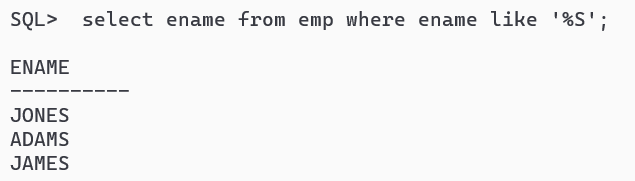 SQL>  select ename from emp where ename like '%S';
ENAME
----------
JONES
ADAMS
JAMES